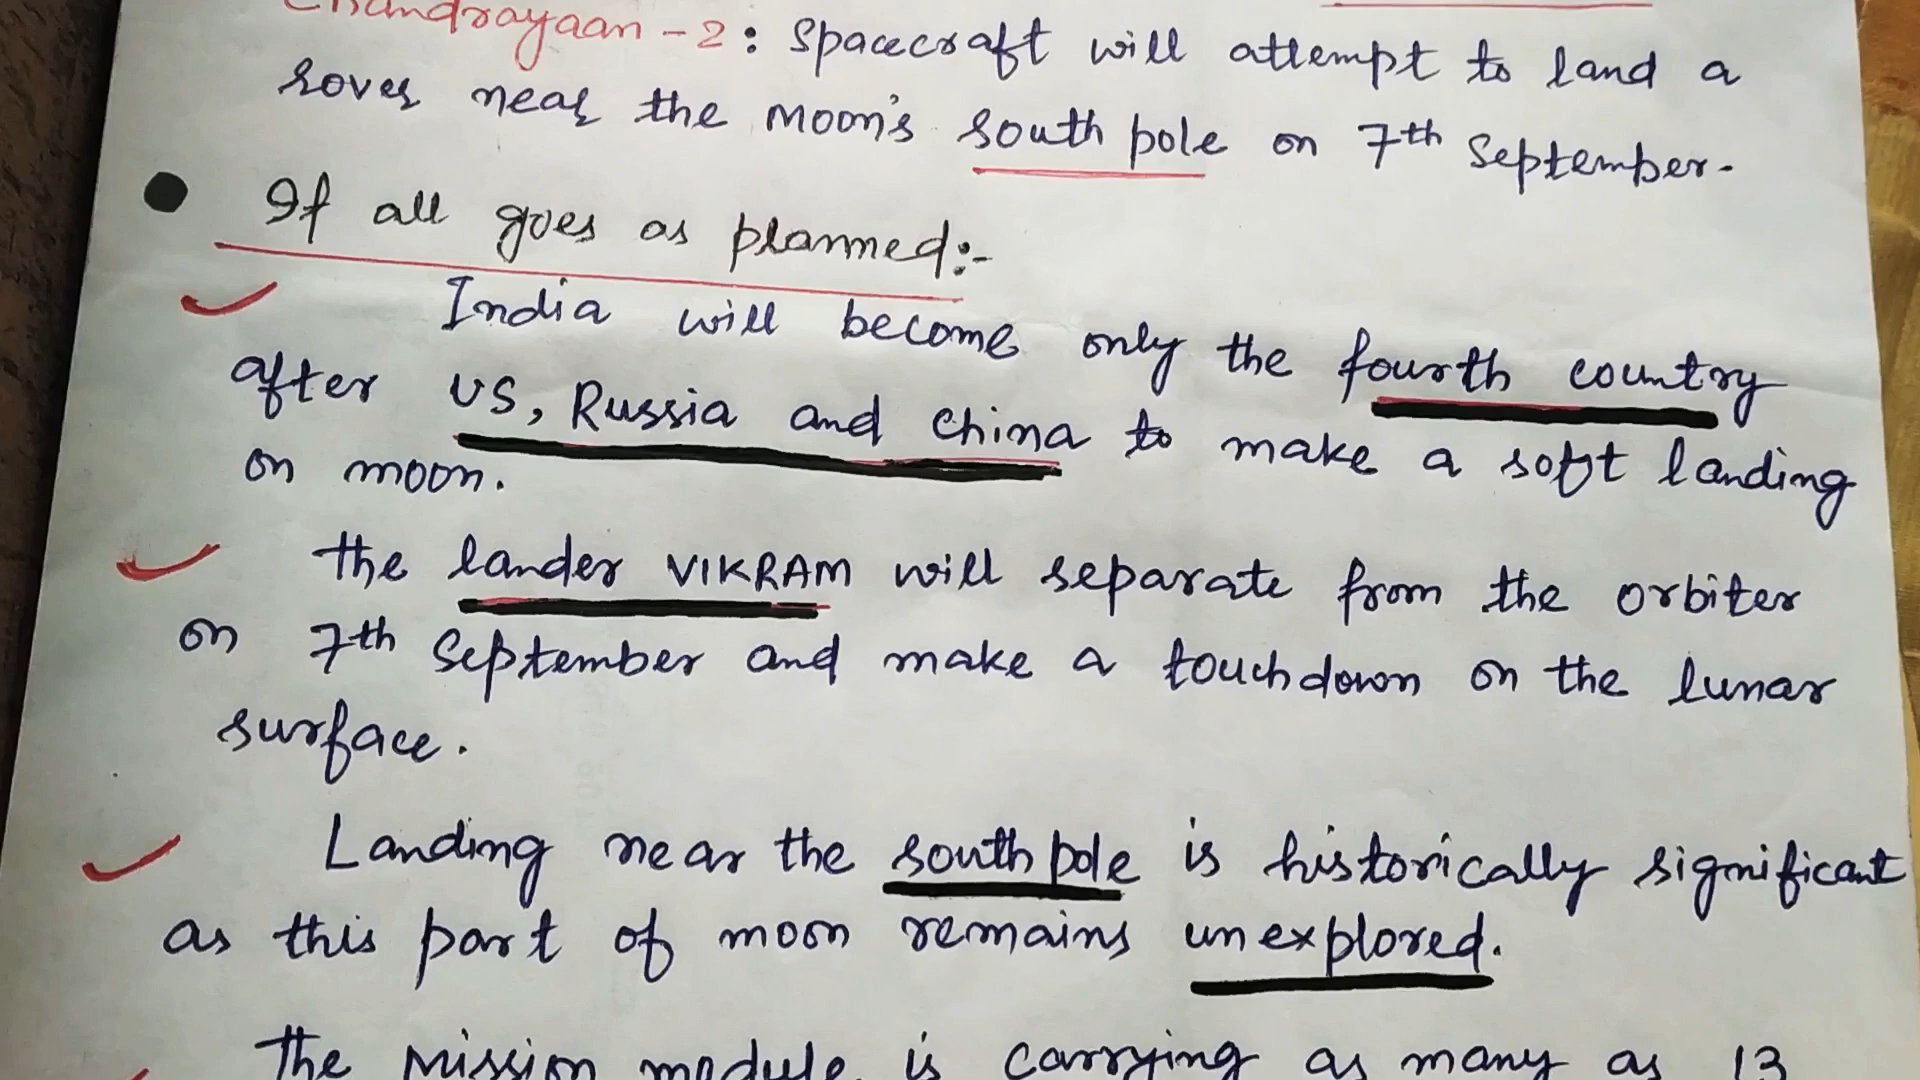 Chandrayaan-2: Spacecraft will attempt to land a
rover near the Moon's south pole on 7th September.
If all goes as planned:-
India will become only the fourth country
after US, Russia and China to make a soft landing
on moon.
the lander VIKRAM will separate from the orbiter
on 7th September and make a touchdown on the lunar
surface.
Landing near the south pole is historically significant
as this part of moon remains unexplored.
The Mission module is carrying as many as 13